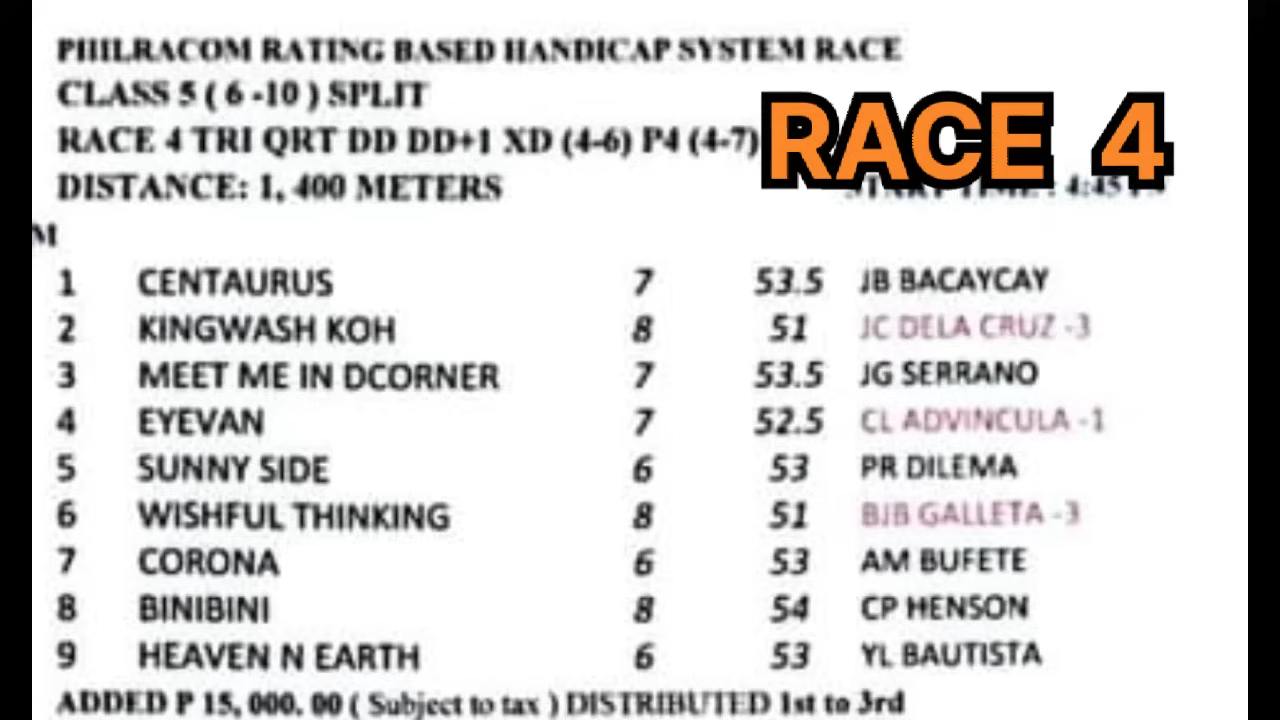 PHILRACOM RATING BASED HANDICAP SYSTEM RACE
CLASS 5 ( 6 -10 ) SPLIT
RACE 4 TRI QRT DD DD+1 XD (4-6) P4 (4-7)
RACE 4
DISTANCE: 1, 400 METERS START TIME : 4:45 P
M
1 CENTAURUS 7 53.5 JB BACAYCAY
2 KINGWASH KOH 8 51 JC DELA CRUZ -3
3 MEET ME IN DCORNER 7 53.5 JG SERRANO
4 EYEVAN 7 52.5 CL ADVINCULA -1
5 SUNNY SIDE 6 53 PR DILEMA
6 WISHFUL THINKING 8 51 BJB GALLETA -3
7 CORONA 6 53 AM BUFETE
8 BINIBINI 8 54 CP HENSON
9 HEAVEN N EARTH 6 53 YL BAUTISTA
ADDED P 15, 000. 00 ( Subject to tax ) DISTRIBUTED 1st to 3rd